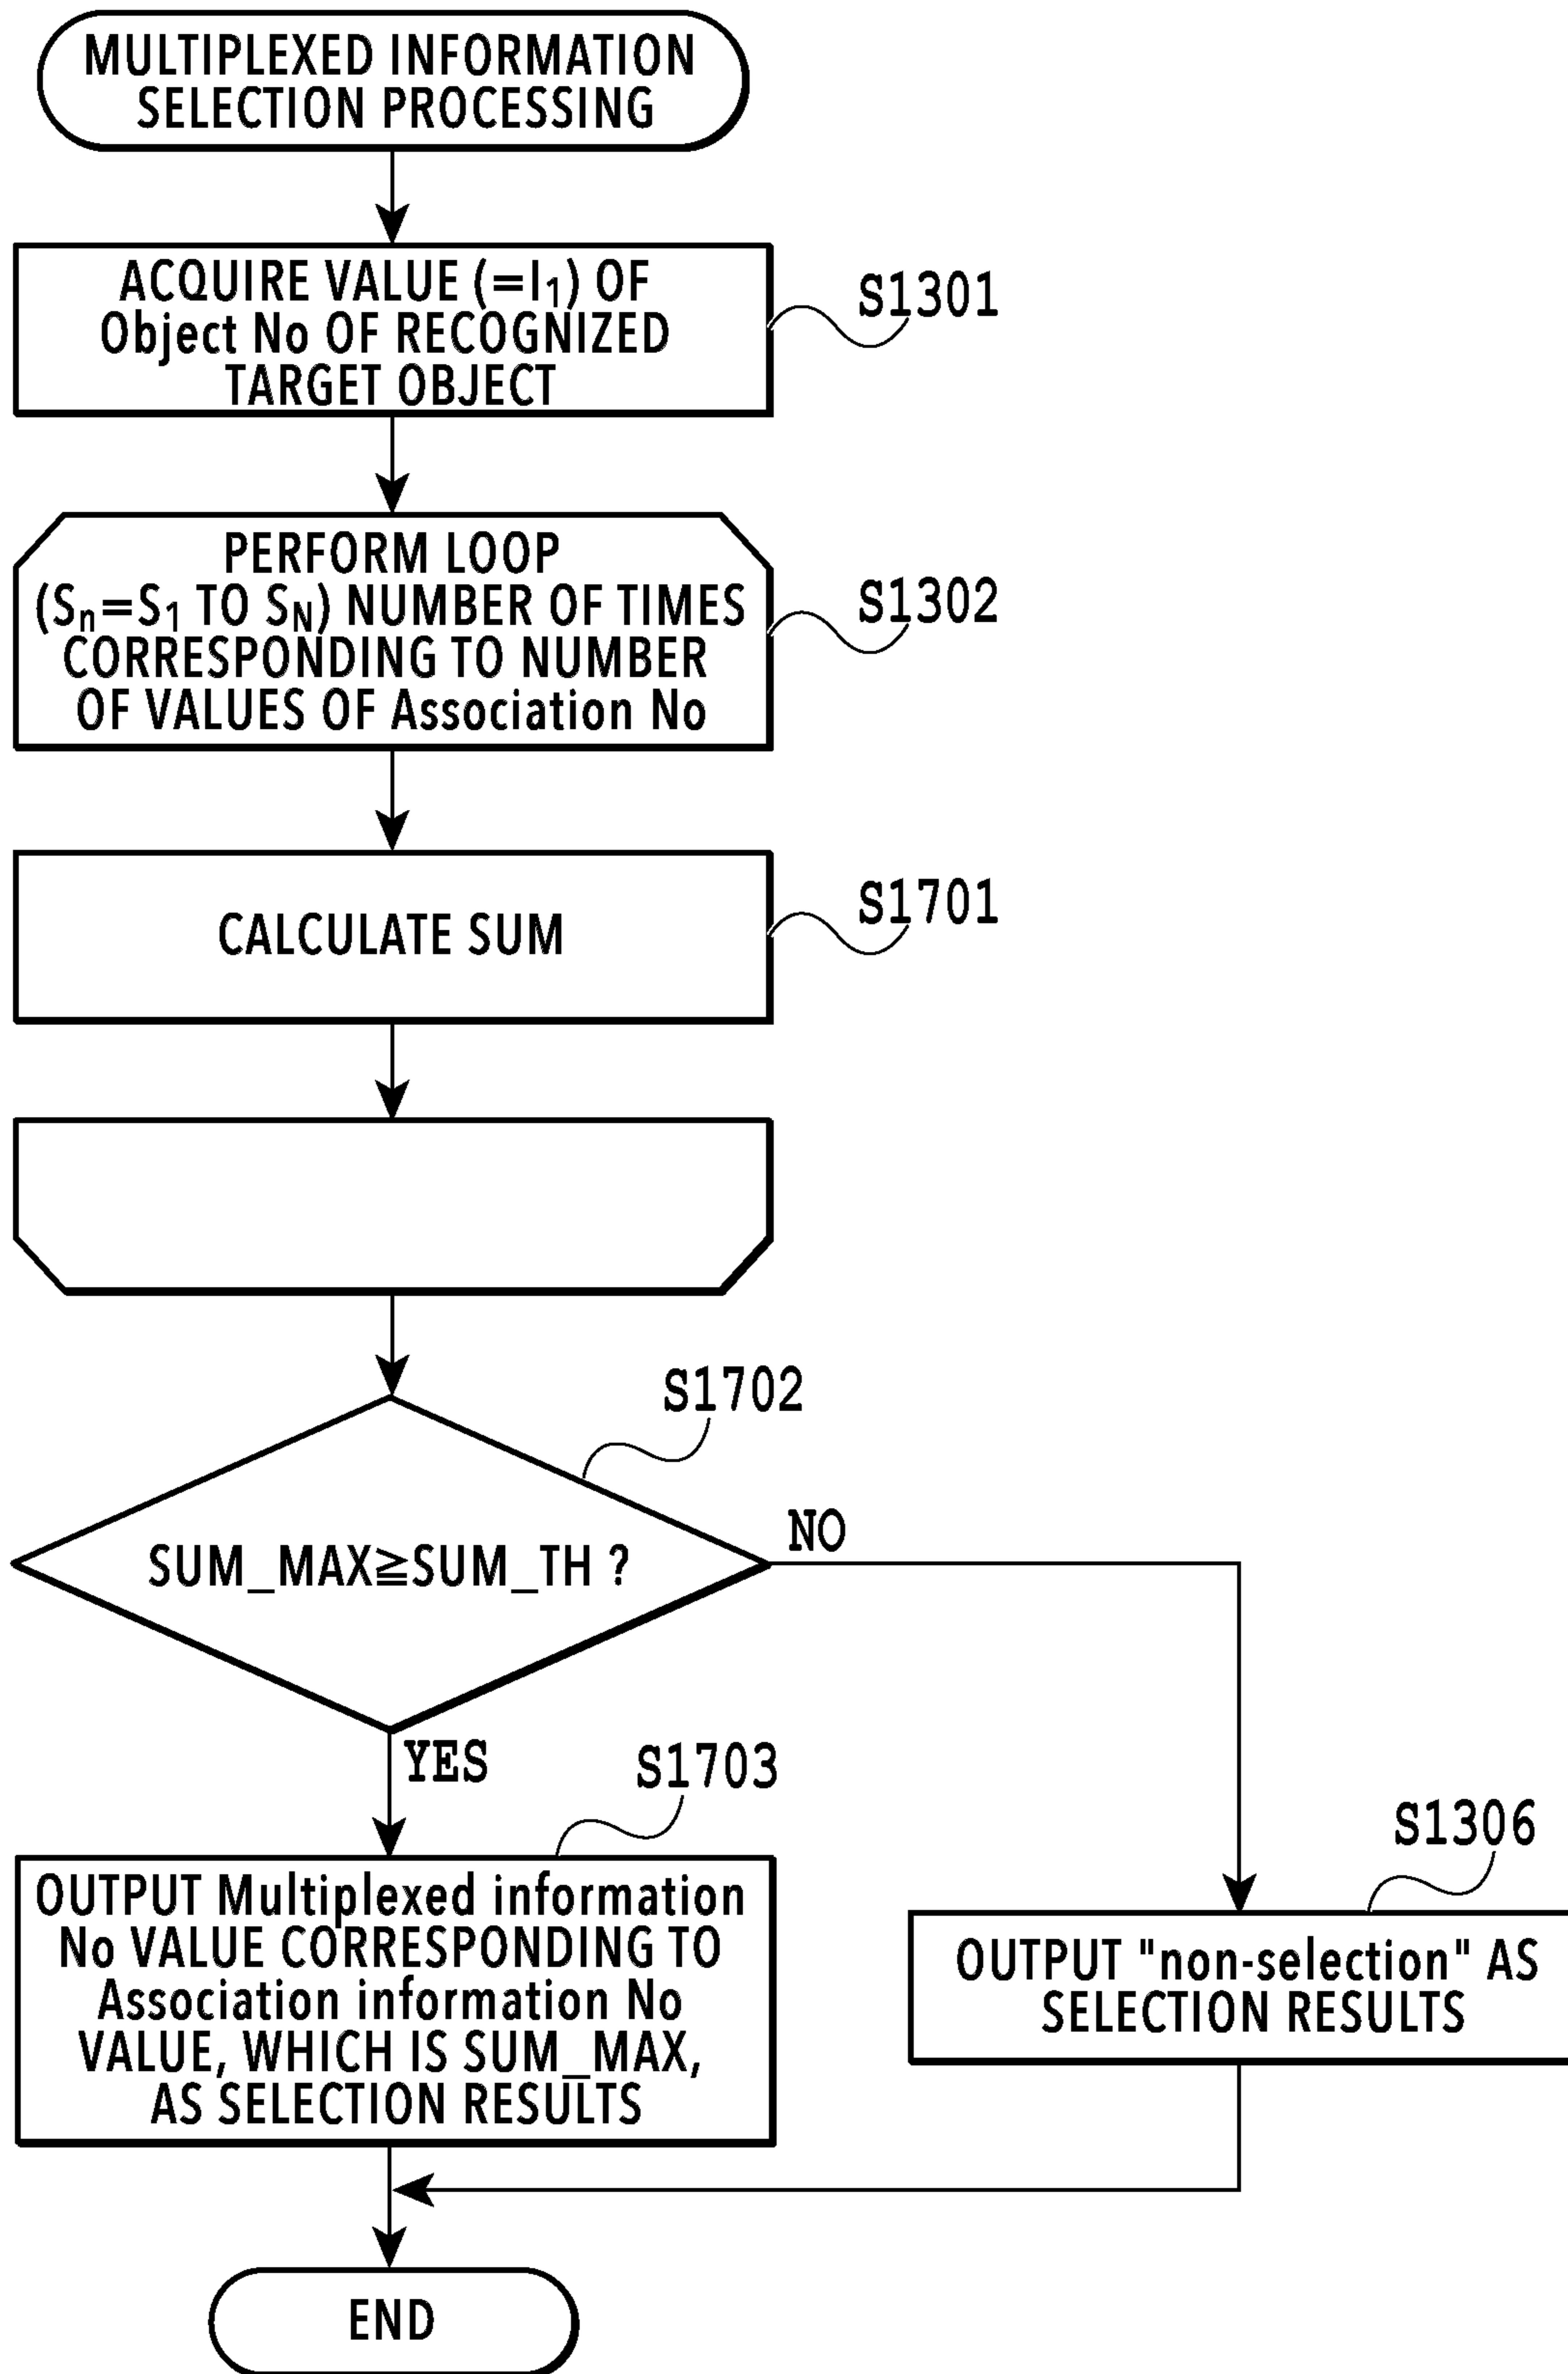 MULTIPLEXED INFORMATION
SELECTION PROCESSING
ACQUIRE VALUE (=I₁) OF
Object No OF RECOGNIZED
TARGET OBJECT
S1301
PERFORM LOOP
(Sₙ=S₁ TO S_N) NUMBER OF TIMES
CORRESPONDING TO NUMBER
OF VALUES OF Association No
S1302
CALCULATE SUM
S1701
S1702
SUM_MAX≧SUM_TH ?
NO
YES
S1703
OUTPUT Multiplexed information
No VALUE CORRESPONDING TO
Association information No
VALUE, WHICH IS SUM_MAX,
AS SELECTION RESULTS
S1306
OUTPUT "non-selection" AS
SELECTION RESULTS
END